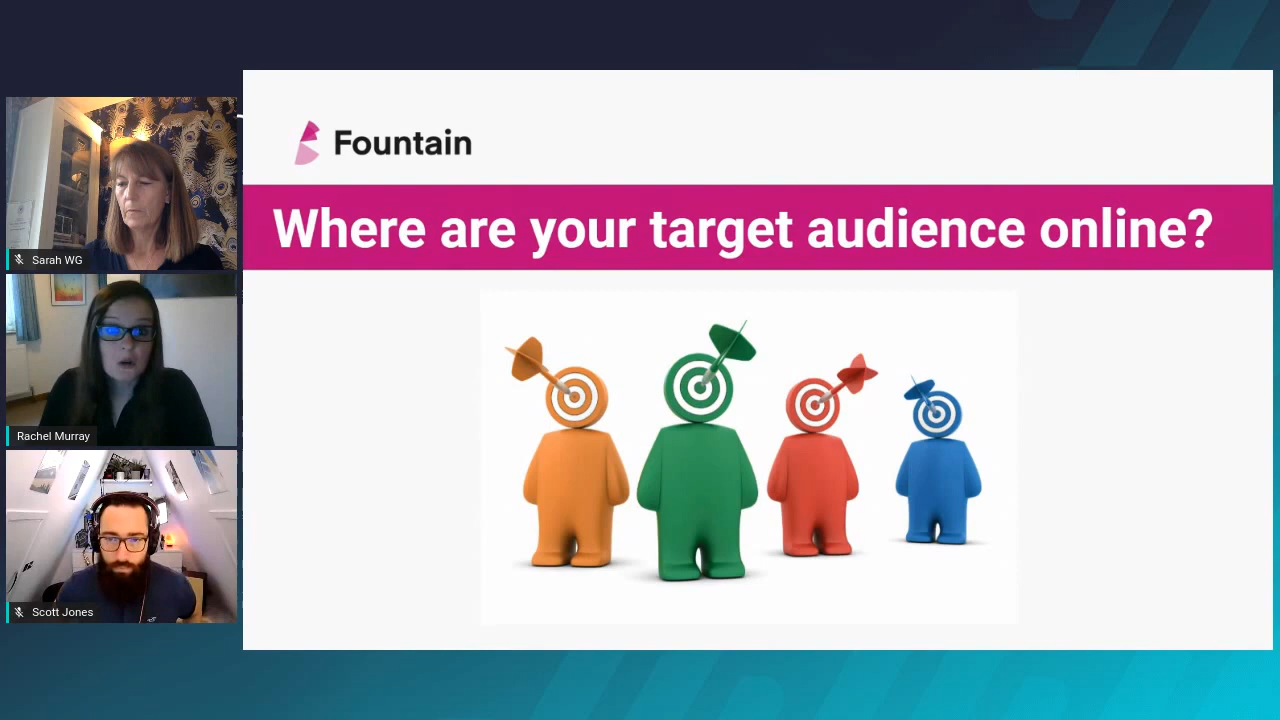 Fountain
Where are your target audience online?
Sarah WG
Rachel Murray
Scott Jones